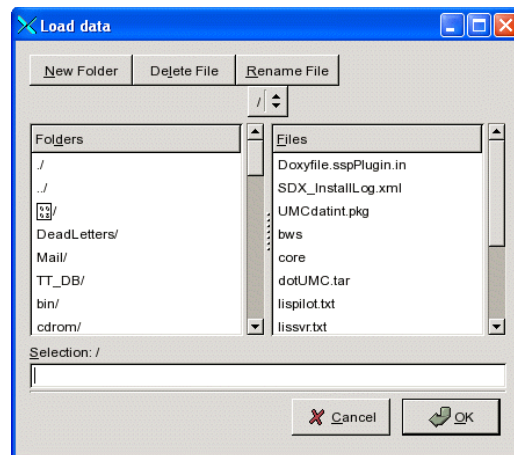 Load data
New Folder Delete File Rename File
/
Folders
./
../
/
DeadLetters/
Mail/
TT_DB/
bin/
cdrom/
Files
Doxyfile.sspPlugin.in
SDX_InstallLog.xml
UMCdatint.pkg
bws
core
dotUMC.tar
lispilot.txt
lissvr.txt
Selection: /
Cancel OK